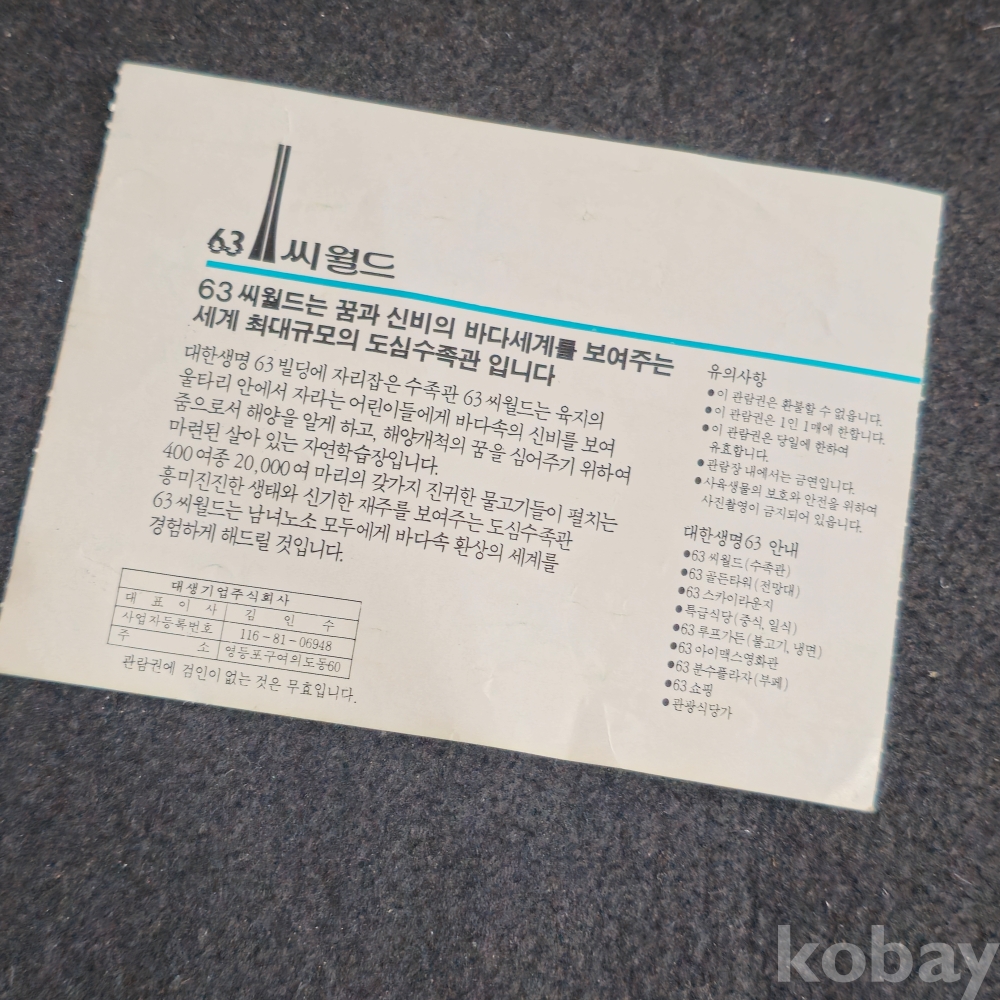 63 씨월드
63 씨월드는 꿈과 신비의 바다세계를 보여주는
세계 최대규모의 도심수족관 입니다
대한생명 63 빌딩에 자리잡은 수족관 63 씨월드는 육지의
울타리 안에서 자라는 어린이들에게 바다속의 신비를 보여
줌으로서 해양을 알게 하고, 해양개척의 꿈을 심어주기 위하여
마련된 살아 있는 자연학습장입니다.
400여종 20,000여 마리의 갖가지 진귀한 물고기들이 펼치는
흥미진진한 생태와 신기한 재주를 보여주는 도심수족관
63 씨월드는 남녀노소 모두에게 바다속 환상의 세계를
경험하게 해드릴 것입니다.
대생기업주식회사
대표이사 김인수
사업자등록번호 116-81-06948
주소 영등포구여의도동60
관람권에 검인이 없는 것은 무효입니다.
유의사항
●이 관람권은 환불할 수 없읍니다.
●이 관람권은 1인 1매에 한합니다.
●이 관람권은 당일에 한하여
유효합니다.
●관람장 내에서는 금연입니다.
●사육생물의 보호와 안전을 위하여
사진촬영이 금지되어 있읍니다.
대한생명63 안내
●63 씨월드(수족관)
●63 골든타워(전망대)
●63 스카이라운지
●특급식당(중식, 일식)
●63 루프가든(불고기, 냉면)
●63 아이맥스영화관
●63 분수플라자(부페)
●63 쇼핑
●관광식당가
kobay